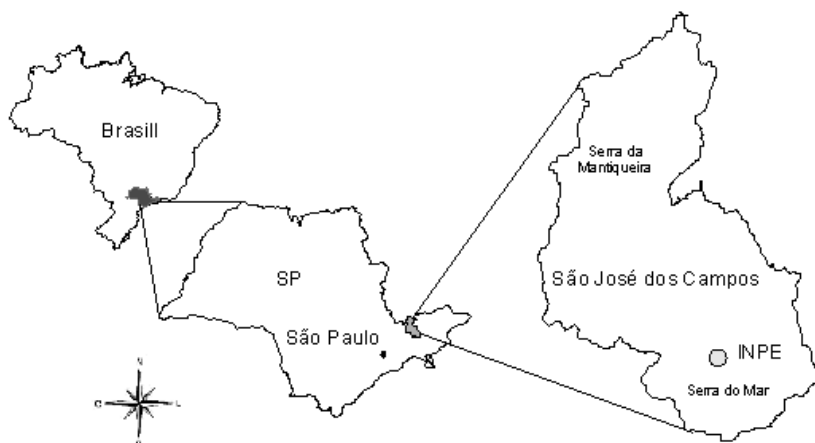 Brasill
SP
São Paulo
Serra da
Mantiqueira
São José dos Campos
INPE
Serra do Mar
N
O
L